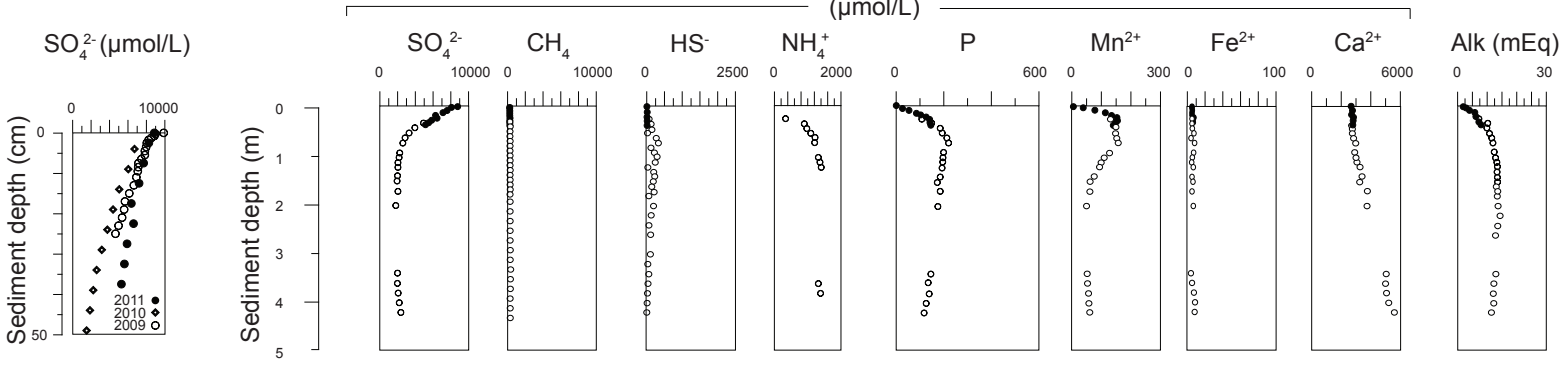 (µmol/L)
SO₄²⁻ (µmol/L)
SO₄²⁻ CH₄ HS⁻ NH₄⁺ P Mn²⁺ Fe²⁺ Ca²⁺ Alk (mEq)
0 10000 0 10000 0 2500 0 2000 0 600 0 300 0 100 0 6000 0 30
0 10000
Sediment depth (cm)
0
50
2011
2010
2009
Sediment depth (m)
0
1
2
3
4
5